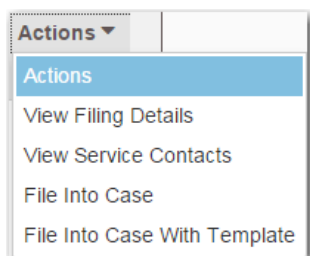 Actions ▼
Actions
View Filing Details
View Service Contacts
File Into Case
File Into Case With Template